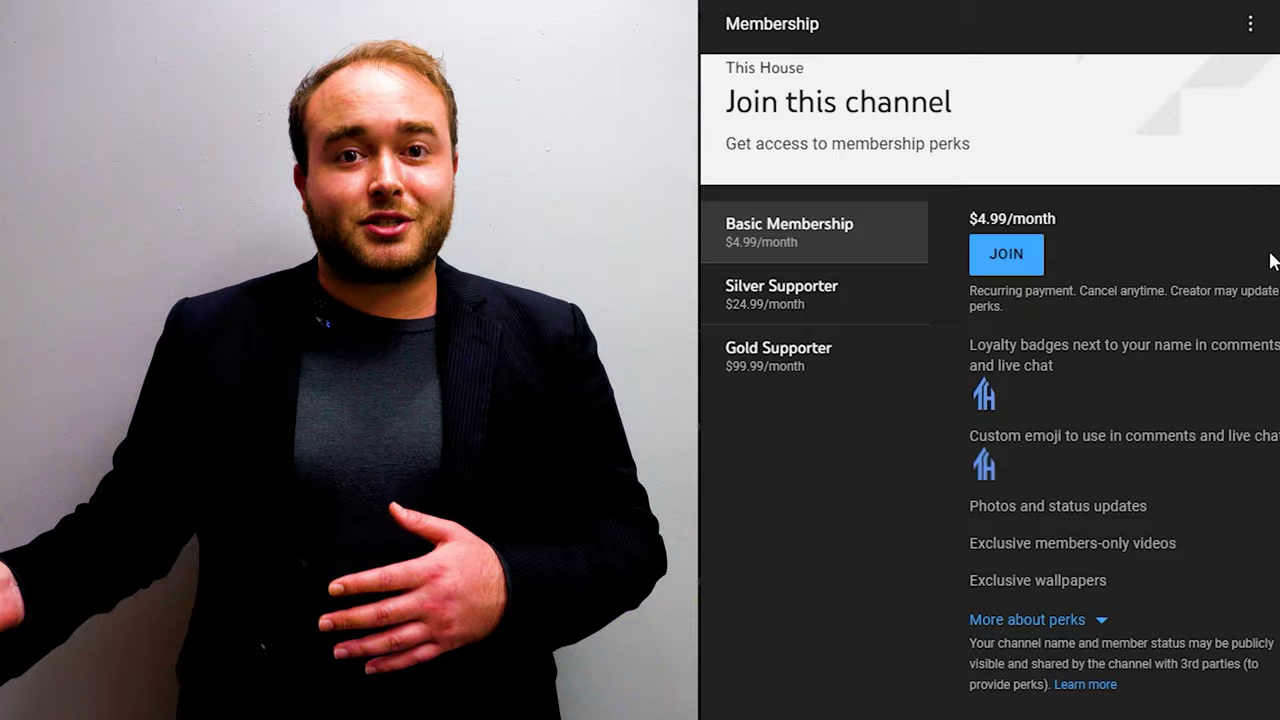 Membership
This House
Join this channel
Get access to membership perks
Basic Membership
$4.99/month
Silver Supporter
$24.99/month
Gold Supporter
$99.99/month
$4.99/month
JOIN
Recurring payment. Cancel anytime. Creator may update
perks.
Loyalty badges next to your name in comments
and live chat
TH
Custom emoji to use in comments and live chat
TH
Photos and status updates
Exclusive members-only videos
Exclusive wallpapers
More about perks
Your channel name and member status may be publicly
visible and shared by the channel with 3rd parties (to
provide perks). Learn more